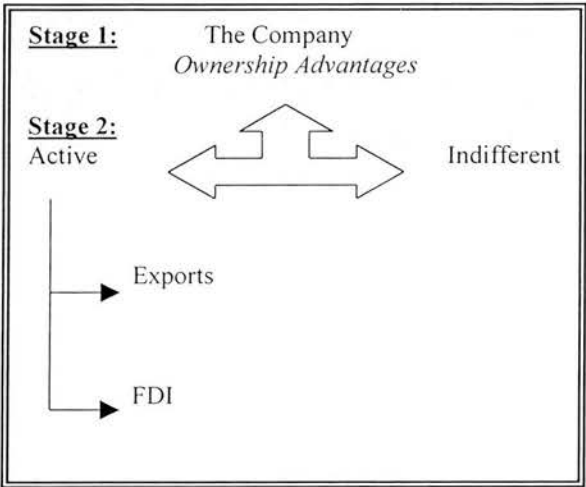 Stage 1: The Company
Ownership Advantages
Stage 2:
Active Indifferent
Exports
FDI